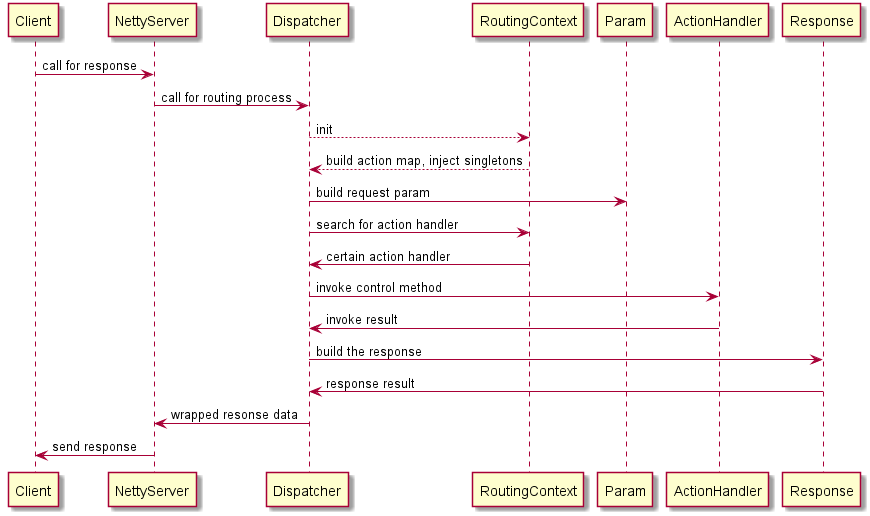 Client NettyServer Dispatcher RoutingContext Param ActionHandler Response
call for response
call for routing process
init
build action map, inject singletons
build request param
search for action handler
certain action handler
invoke control method
invoke result
build the response
response result
wrapped resonse data
send response
Client NettyServer Dispatcher RoutingContext Param ActionHandler Response